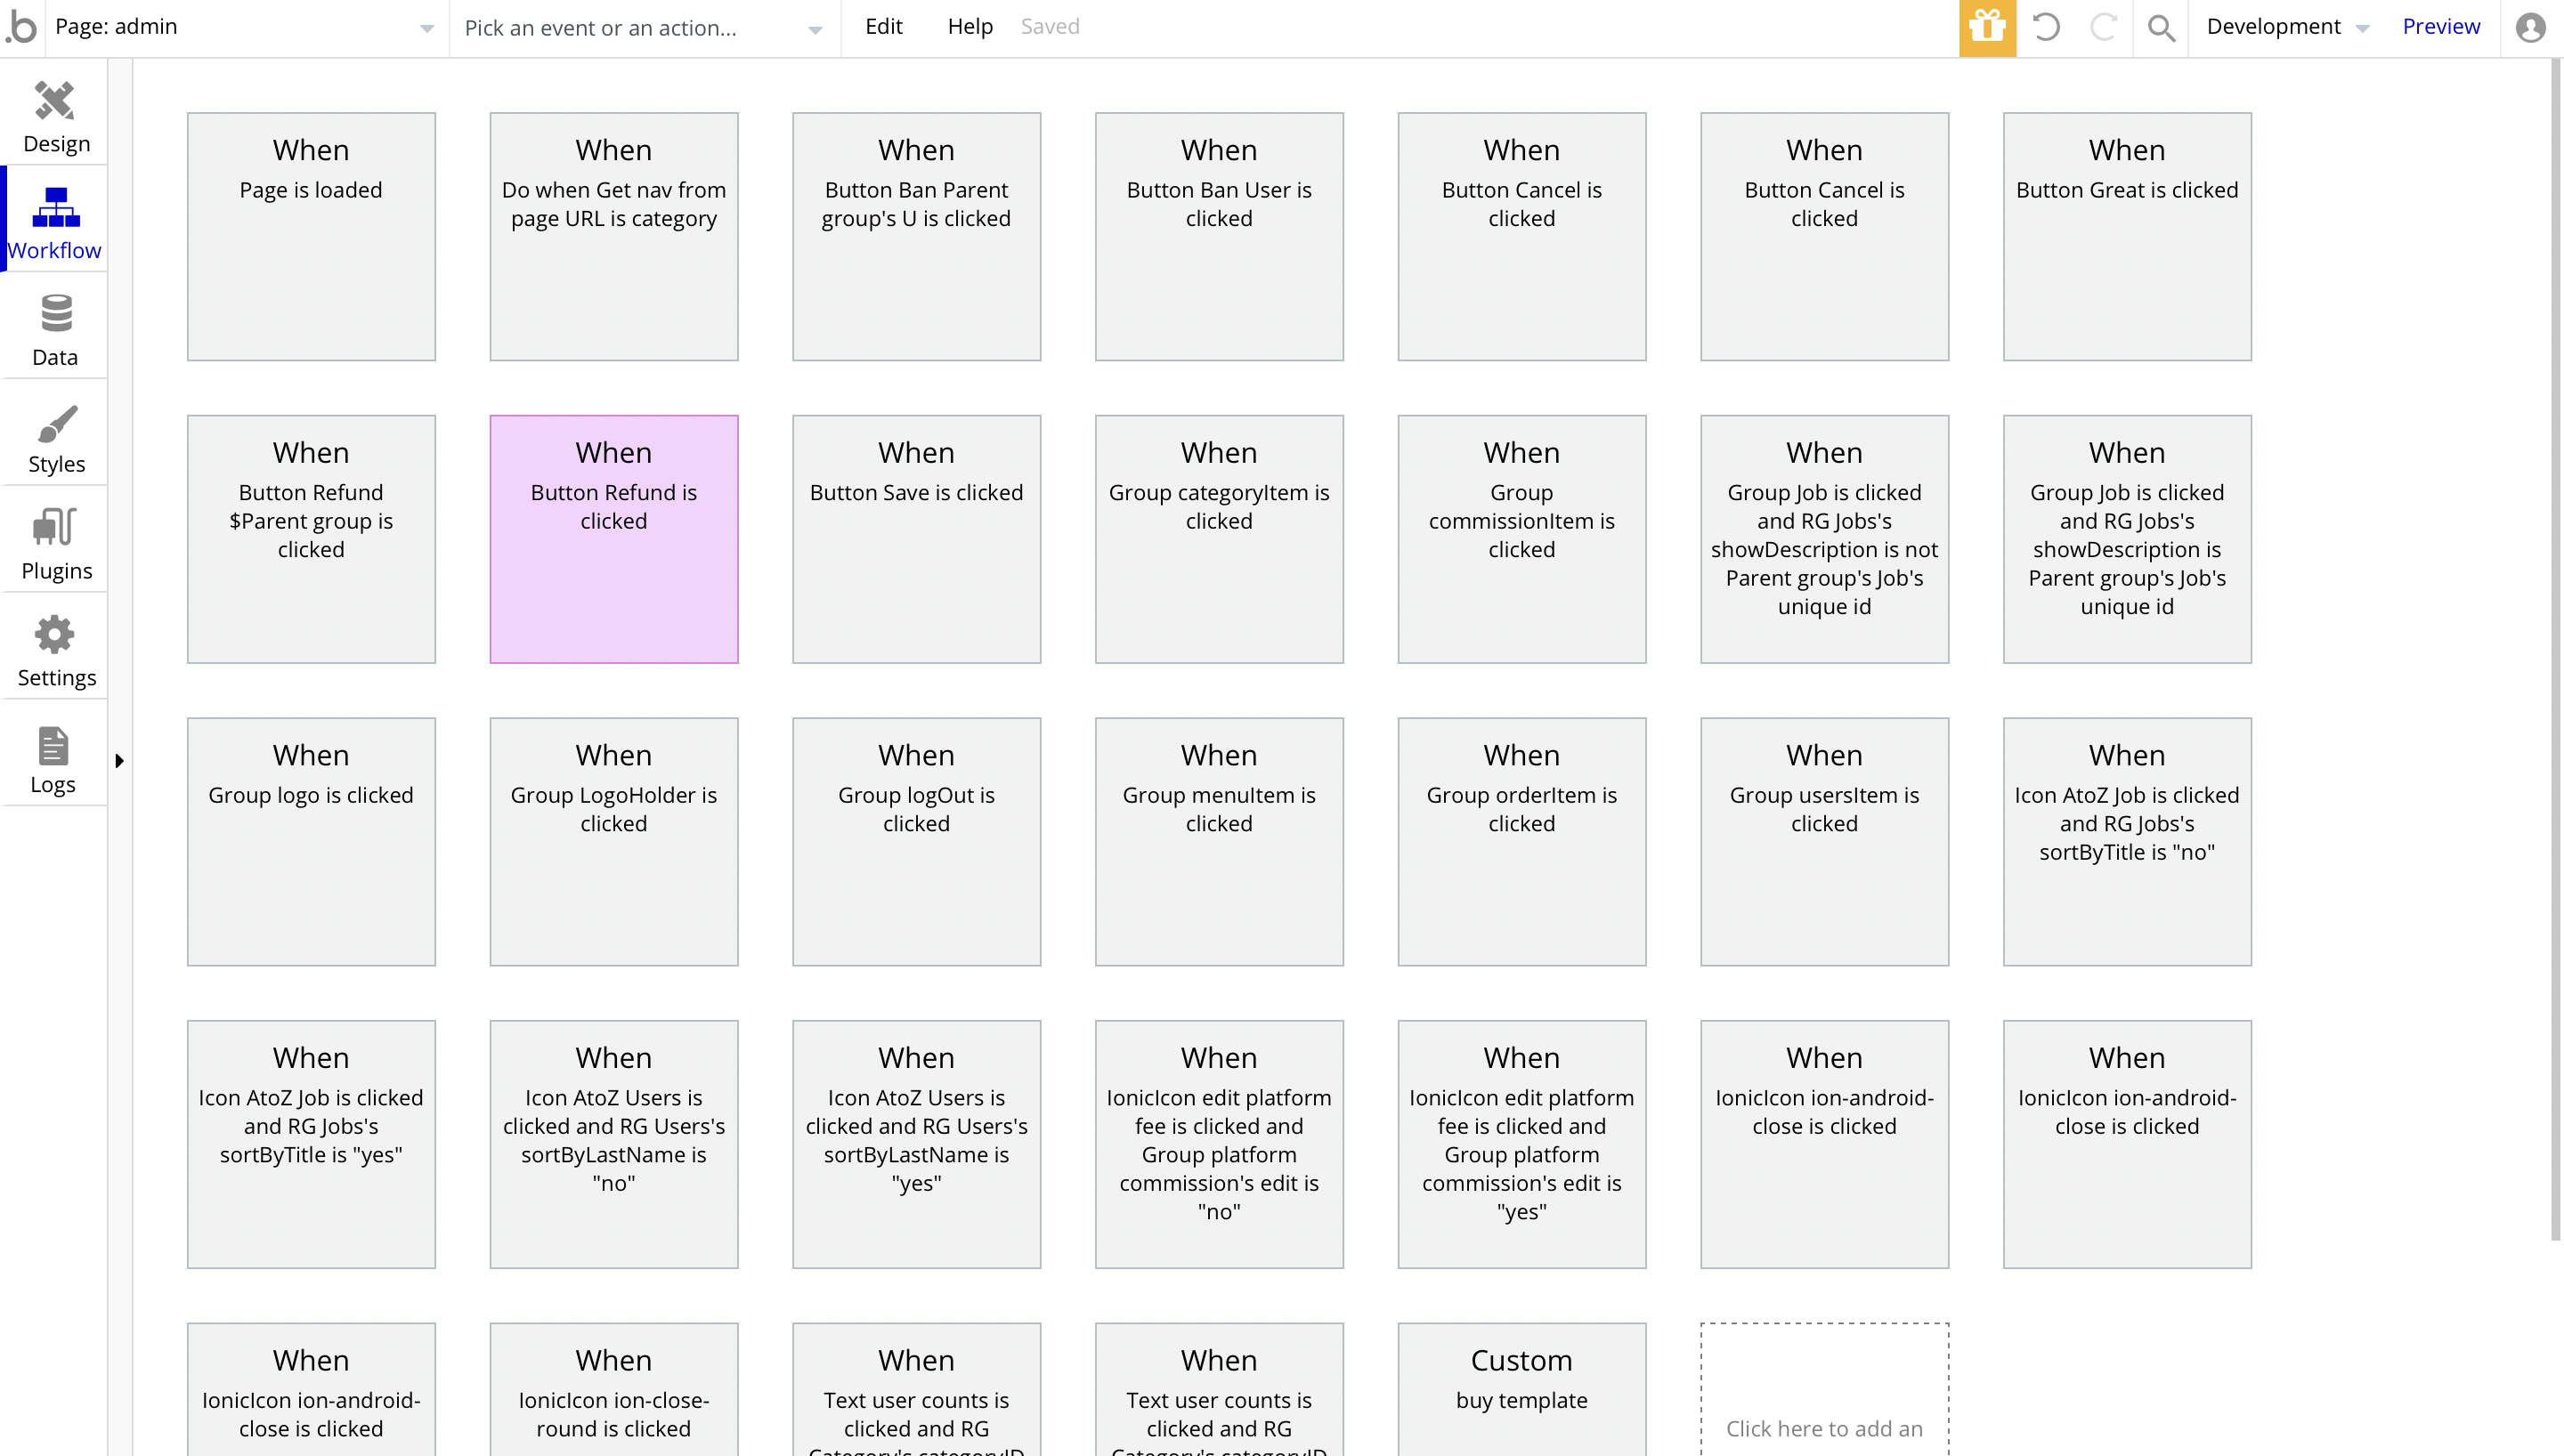 .b
Page: admin
Pick an event or an action...
Edit
Help
Saved
Development
Preview
Design
Workflow
Data
Styles
Plugins
Settings
Logs
When
Page is loaded
When
Do when Get nav from
page URL is category
When
Button Ban Parent
group's U is clicked
When
Button Ban User is
clicked
When
Button Cancel is
clicked
When
Button Cancel is
clicked
When
Button Great is clicked
When
Button Refund
$Parent group is
clicked
When
Button Refund is
clicked
When
Button Save is clicked
When
Group categoryItem is
clicked
When
Group
commissionItem is
clicked
When
Group Job is clicked
and RG Jobs's
showDescription is not
Parent group's Job's
unique id
When
Group Job is clicked
and RG Jobs's
showDescription is
Parent group's Job's
unique id
When
Group logo is clicked
When
Group LogoHolder is
clicked
When
Group logOut is
clicked
When
Group menuItem is
clicked
When
Group orderItem is
clicked
When
Group usersItem is
clicked
When
Icon AtoZ Job is clicked
and RG Jobs's
sortByTitle is "no"
When
Icon AtoZ Job is clicked
and RG Jobs's
sortByTitle is "yes"
When
Icon AtoZ Users is
clicked and RG Users's
sortByLastName is
"no"
When
Icon AtoZ Users is
clicked and RG Users's
sortByLastName is
"yes"
When
IonicIcon edit platform
fee is clicked and
Group platform
commission's edit is
"no"
When
IonicIcon edit platform
fee is clicked and
Group platform
commission's edit is
"yes"
When
IonicIcon ion-android-
close is clicked
When
IonicIcon ion-android-
close is clicked
When
IonicIcon ion-android-
close is clicked
When
IonicIcon ion-close-
round is clicked
When
Text user counts is
clicked and RG
Category's categoryID
When
Text user counts is
clicked and RG
Category's categoryID
Custom
buy template
Click here to add an